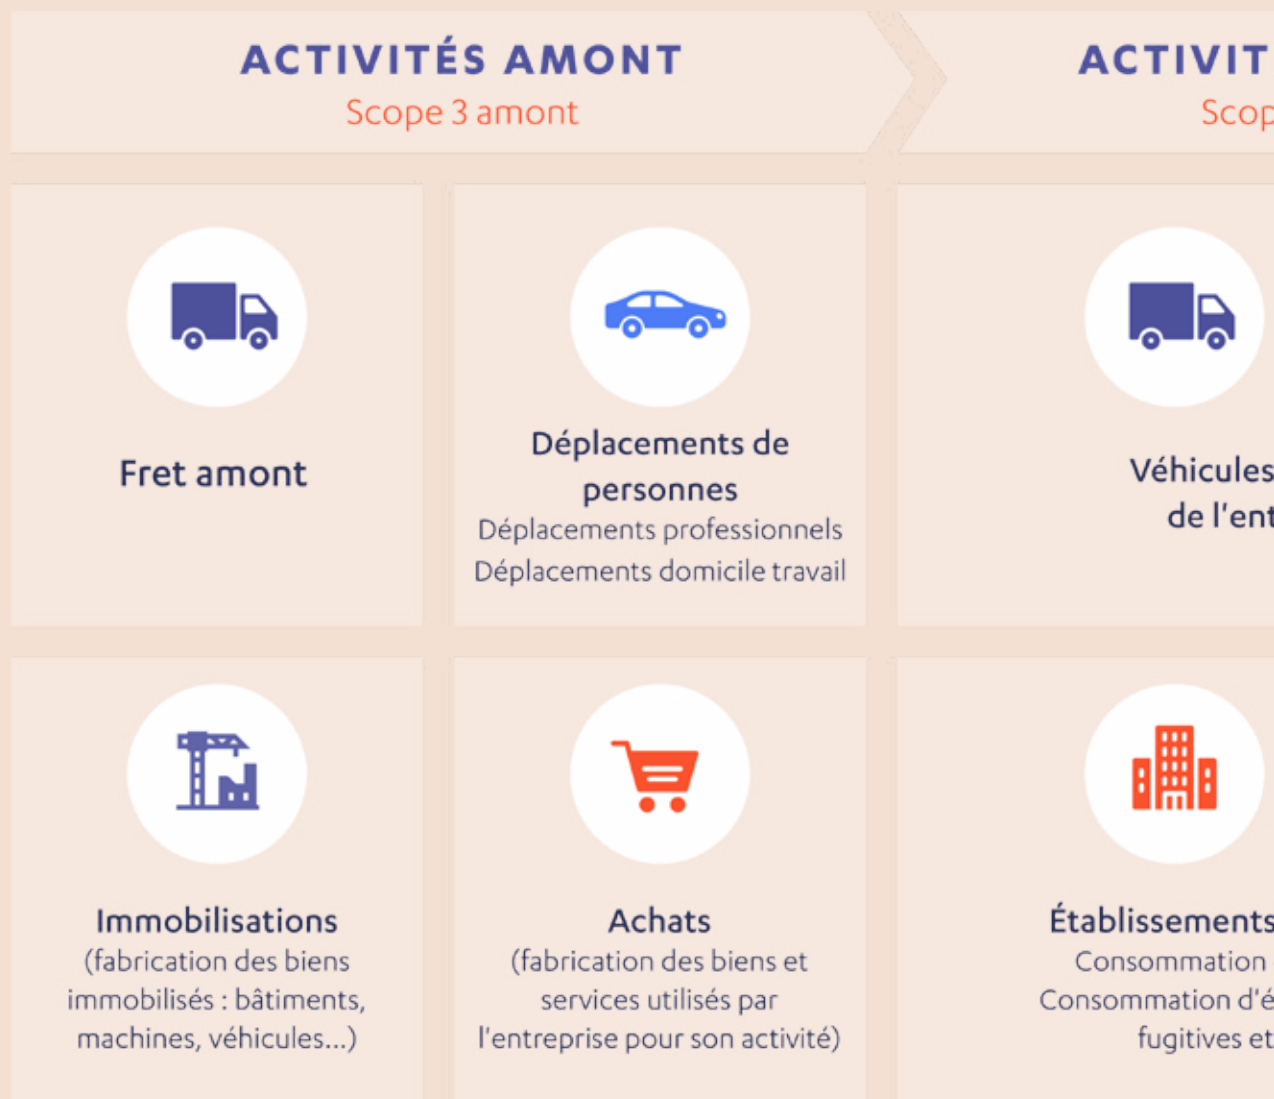 ACTIVITÉS AMONT
Scope 3 amont
ACTIVIT
Scop
Fret amont
Déplacements de
personnes
Déplacements professionnels
Déplacements domicile travail
Véhicules
de l'ent
Immobilisations
(fabrication des biens
immobilisés : bâtiments,
machines, véhicules...)
Achats
(fabrication des biens et
services utilisés par
l'entreprise pour son activité)
Établissements
Consommation
Consommation d'é
fugitives et